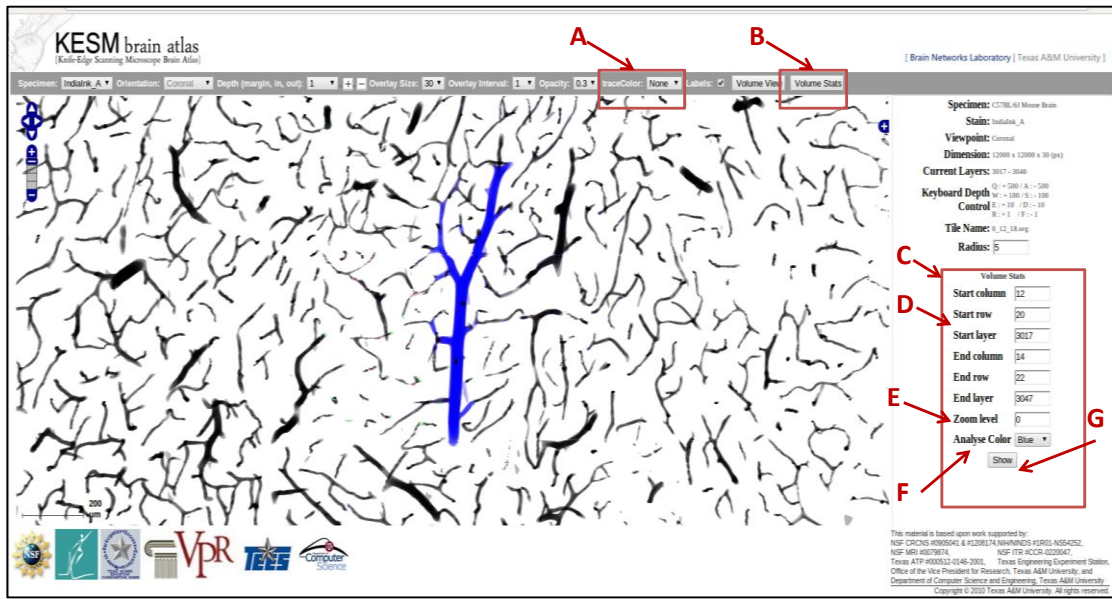 A
B
KESM brain atlas
[Knife-Edge Scanning Microscope Brain Atlas]
[ Brain Networks Laboratory | Texas A&M University ]
Specimen: IndiaInk_A Orientation: Coronal Depth (margin, in, out): 1 + − Overlay Size: 30 Overlay Interval: 1 Opacity: 0.3 traceColor: None Labels: Volume View Volume Stats
Specimen: C57BL/6J Mouse Brain
Stain: IndiaInk_A
Viewpoint: Coronal
Dimension: 12000 x 12000 x 30 (px)
Current Layers: 3017 - 3046
Keyboard Depth Control
Q : + 500 / A : - 500
W : + 100 / S : - 100
E : + 10 / D : - 10
R : + 1 / F : - 1
Tile Name: 0_12_18.avg
Radius: 5
C
Volume Stats
Start column 12
Start row 20
D
Start layer 3017
End column 14
End row 22
End layer 3047
E
Zoom level 0
G
Analyse Color Blue
Show
F
200
μm
NSF
VPR
TEES
Computer Science
This material is based upon work supported by:
NSF CRCNS #0905041 & #1208174, NIH/NINDS #1R01-NS54252,
NSF MRI #0079874, NSF ITR #CCR-0220047,
Texas ATP #000512-0146-2001, Texas Engineering Experiment Station,
Office of the Vice President for Research, Texas A&M University, and
Department of Computer Science and Engineering, Texas A&M University
Copyright © 2010 Texas A&M University. All rights reserved.